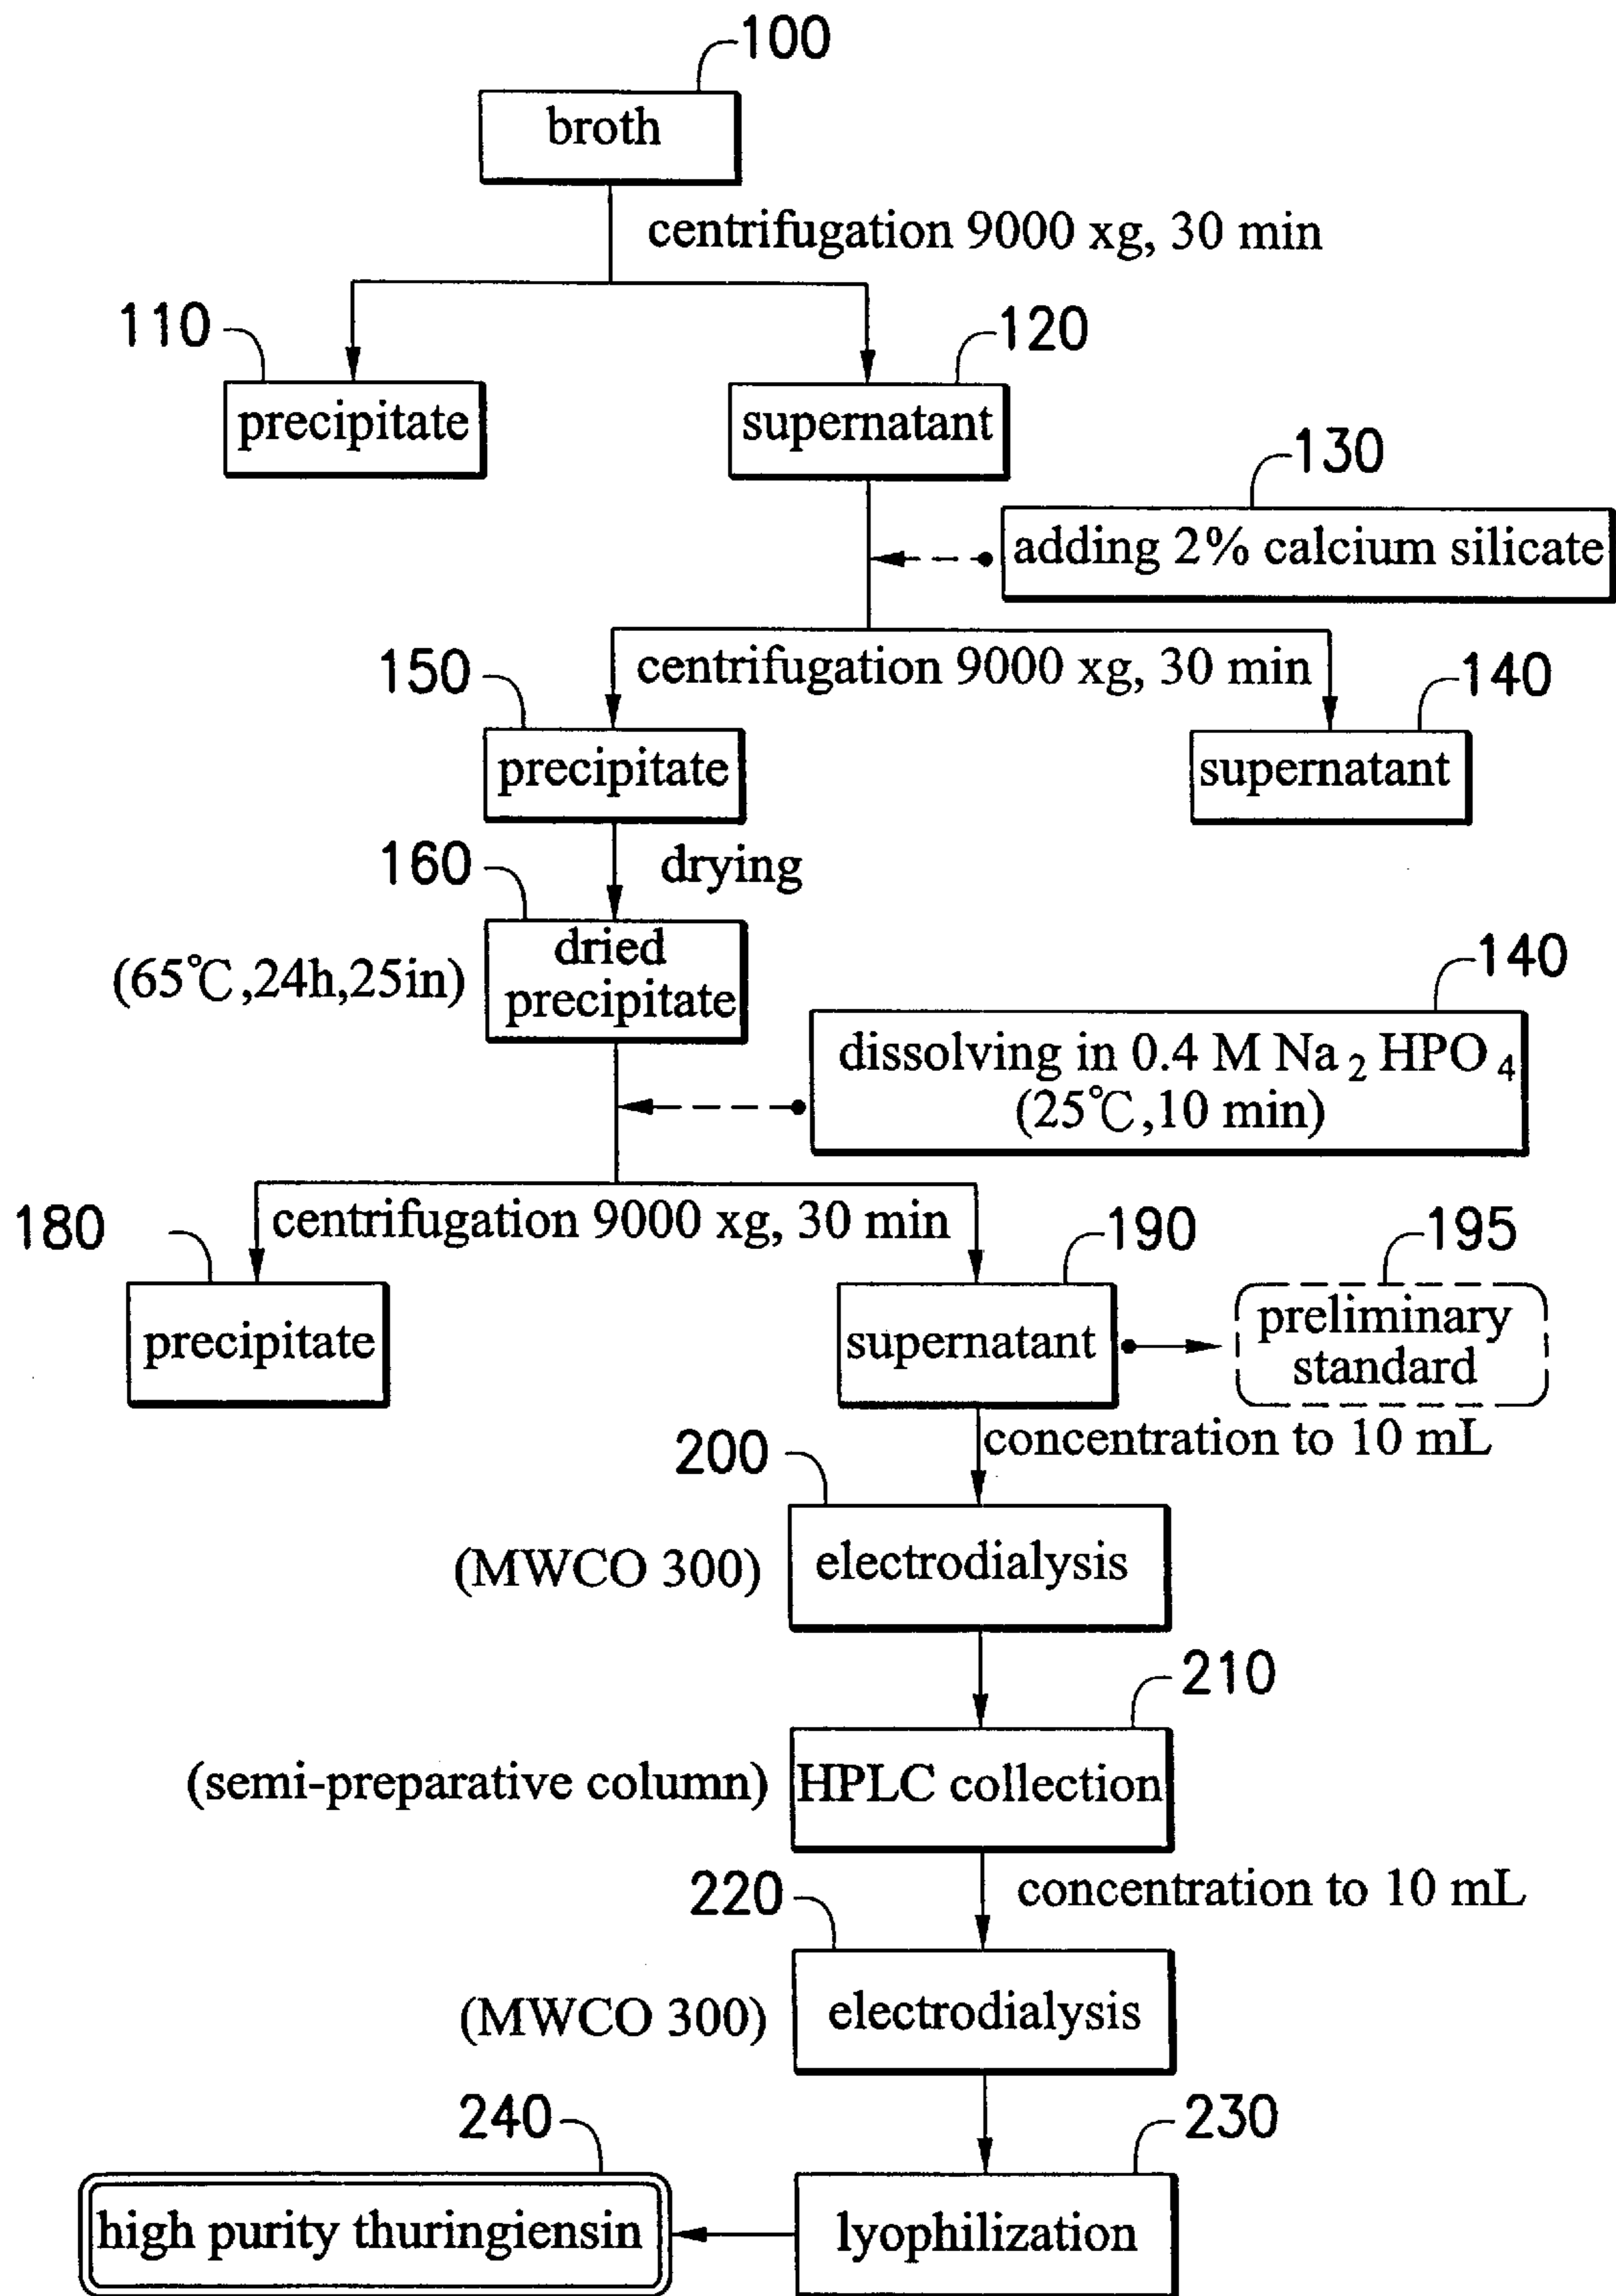 100
broth
centrifugation 9000 xg, 30 min
110
120
precipitate
supernatant
130
adding 2% calcium silicate
150
centrifugation 9000 xg, 30 min
140
precipitate
supernatant
160
drying
(65℃,24h,25in)
dried
precipitate
140
dissolving in 0.4 M Na₂ HPO₄
(25℃,10 min)
180
centrifugation 9000 xg, 30 min
190
195
precipitate
supernatant
preliminary
standard
concentration to 10 mL
200
(MWCO 300)
electrodialysis
210
(semi-preparative column)
HPLC collection
220
concentration to 10 mL
(MWCO 300)
electrodialysis
240
230
high purity thuringiensin
lyophilization